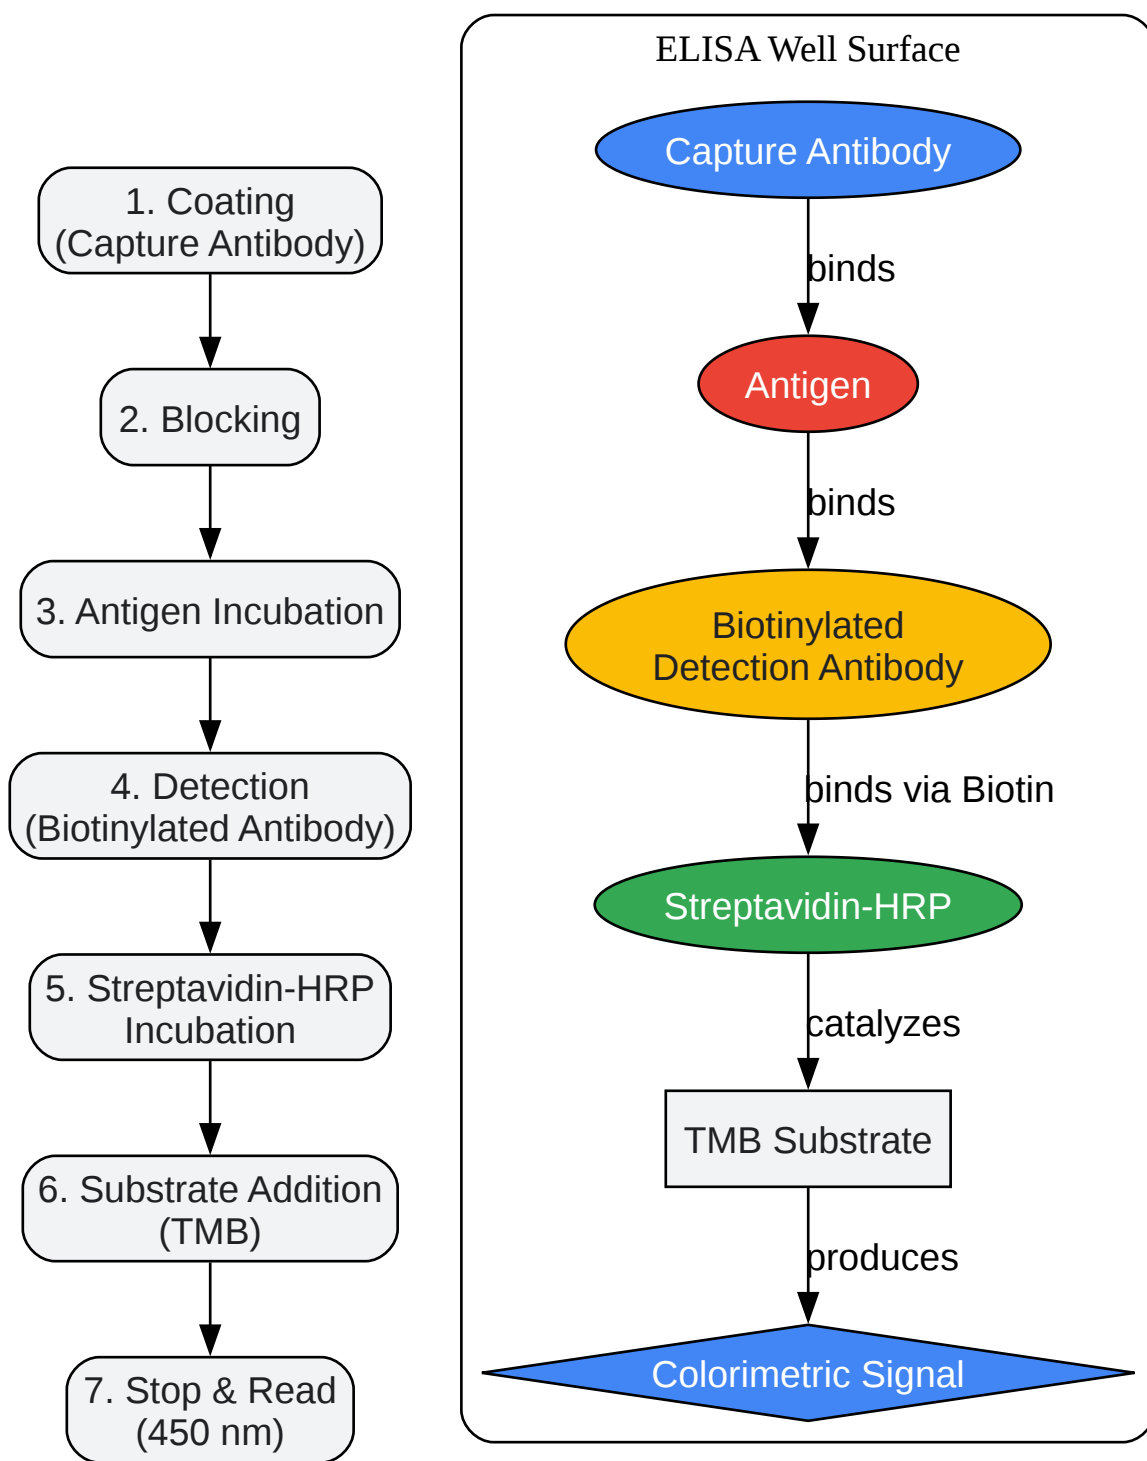 1. Coating
(Capture Antibody)
2. Blocking
3. Antigen Incubation
4. Detection
(Biotinylated Antibody)
5. Streptavidin-HRP
Incubation
6. Substrate Addition
(TMB)
7. Stop & Read
(450 nm)
ELISA Well Surface
Capture Antibody
binds
Antigen
binds
Biotinylated
Detection Antibody
binds via Biotin
Streptavidin-HRP
catalyzes
TMB Substrate
produces
Colorimetric Signal